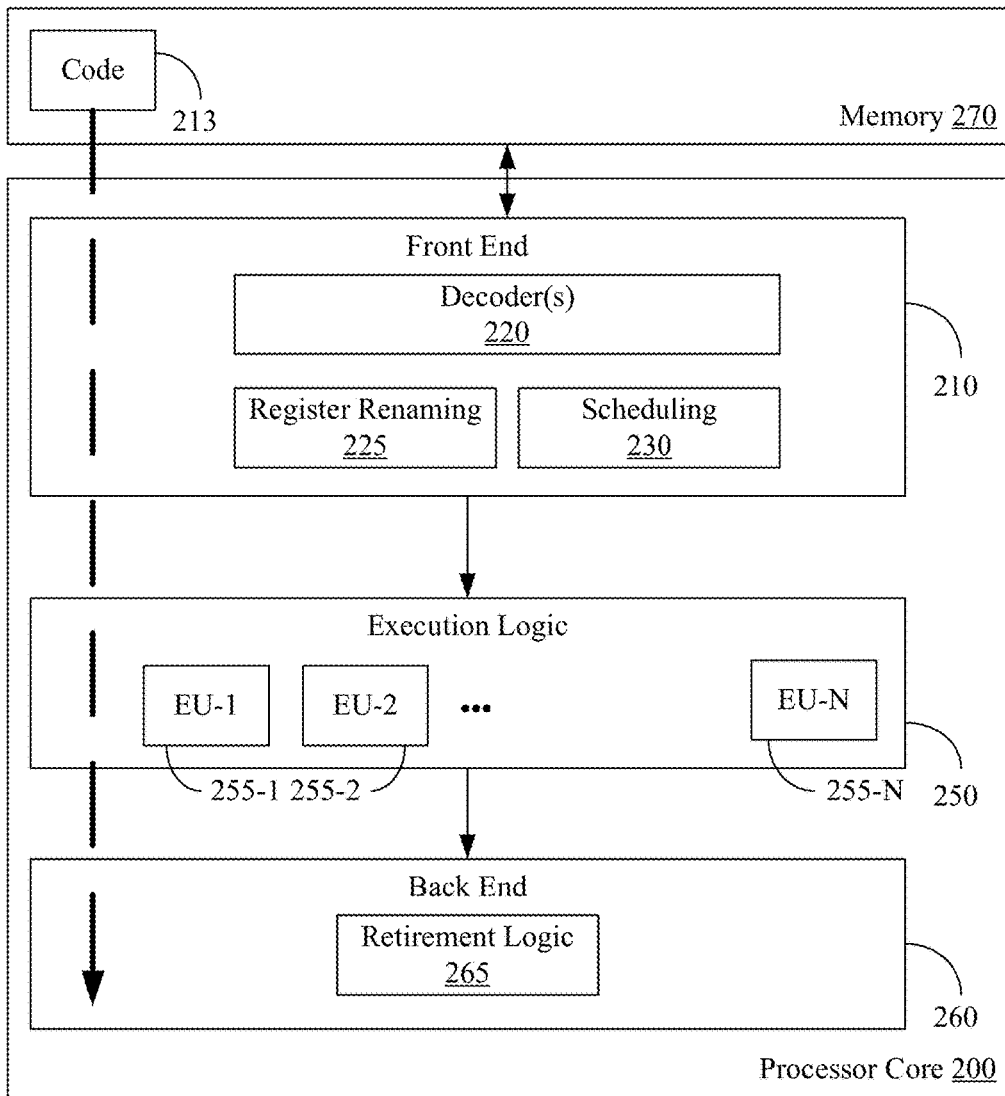 Code
213
Memory 270
Front End
Decoder(s)
220
210
Register Renaming
225
Scheduling
230
Execution Logic
EU-1
EU-2
...
EU-N
255-1 255-2
255-N
250
Back End
Retirement Logic
265
260
Processor Core 200